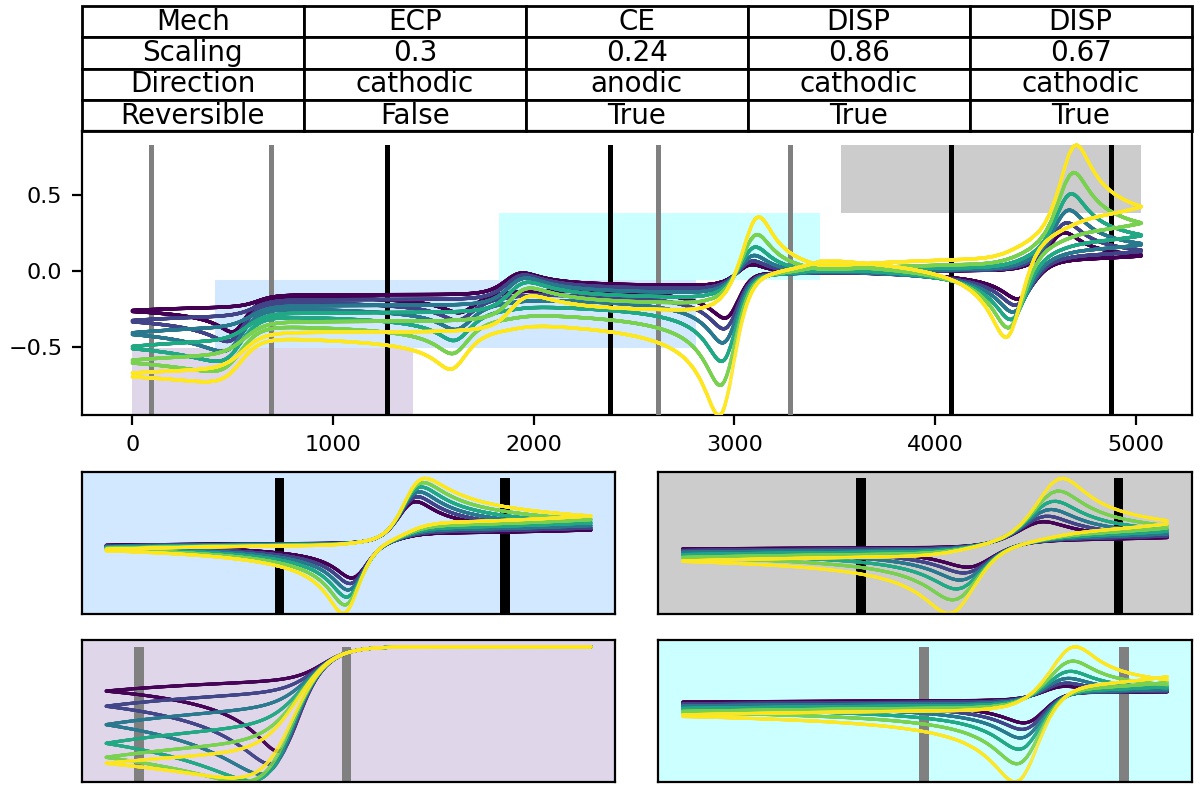 Mech ECP CE DISP DISP
Scaling 0.3 0.24 0.86 0.67
Direction cathodic anodic cathodic cathodic
Reversible False True True True
0.5
0.0
−0.5
0 1000 2000 3000 4000 5000